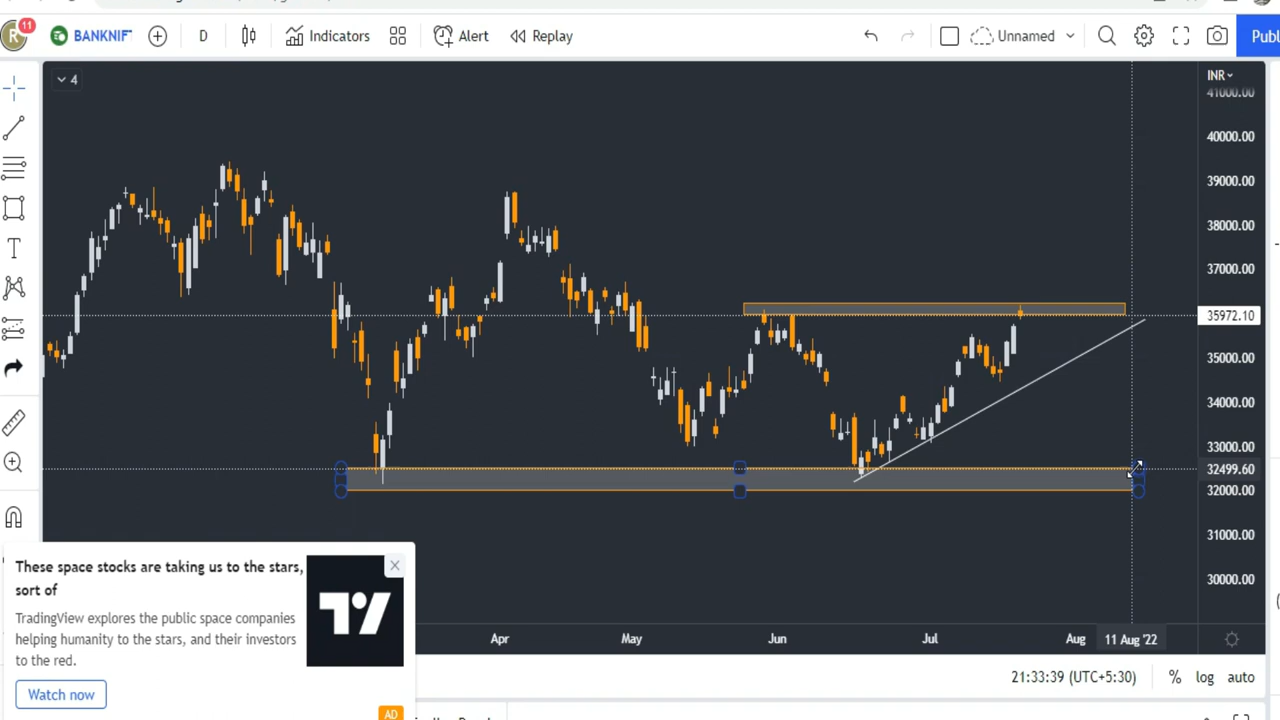 R
11
BANKNIF
D
Indicators
Alert
Replay
Unnamed
Publ
4
INR
41000.00
40000.00
39000.00
38000.00
37000.00
35972.10
35000.00
34000.00
33000.00
32499.60
32000.00
31000.00
30000.00
Apr
May
Jun
Jul
Aug
11 Aug '22
21:33:39 (UTC+5:30)
%
log
auto
These space stocks are taking us to the stars,
sort of
TradingView explores the public space companies
helping humanity to the stars, and their investors
to the red.
Watch now
AD